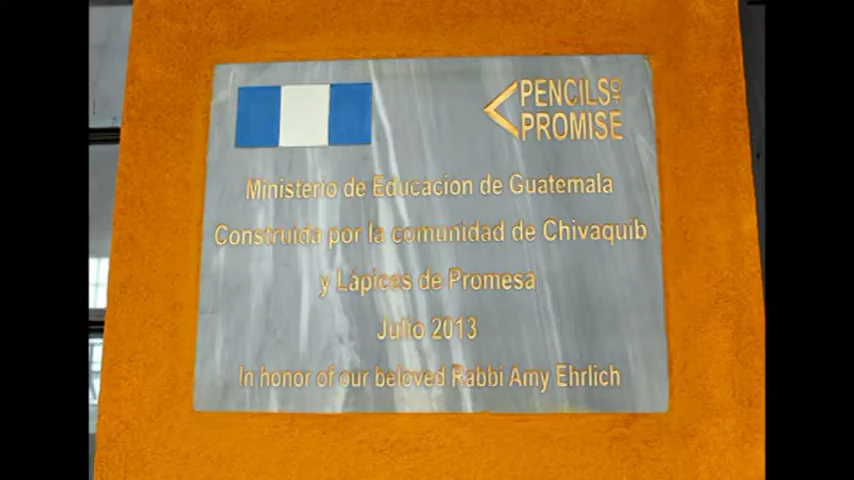 PENCILS OF
PROMISE
Ministerio de Educación de Guatemala
Construida por la comunidad de Chivaquib
y Lápices de Promesa
Julio 2013
In honor of our beloved Rabbi Amy Ehrlich